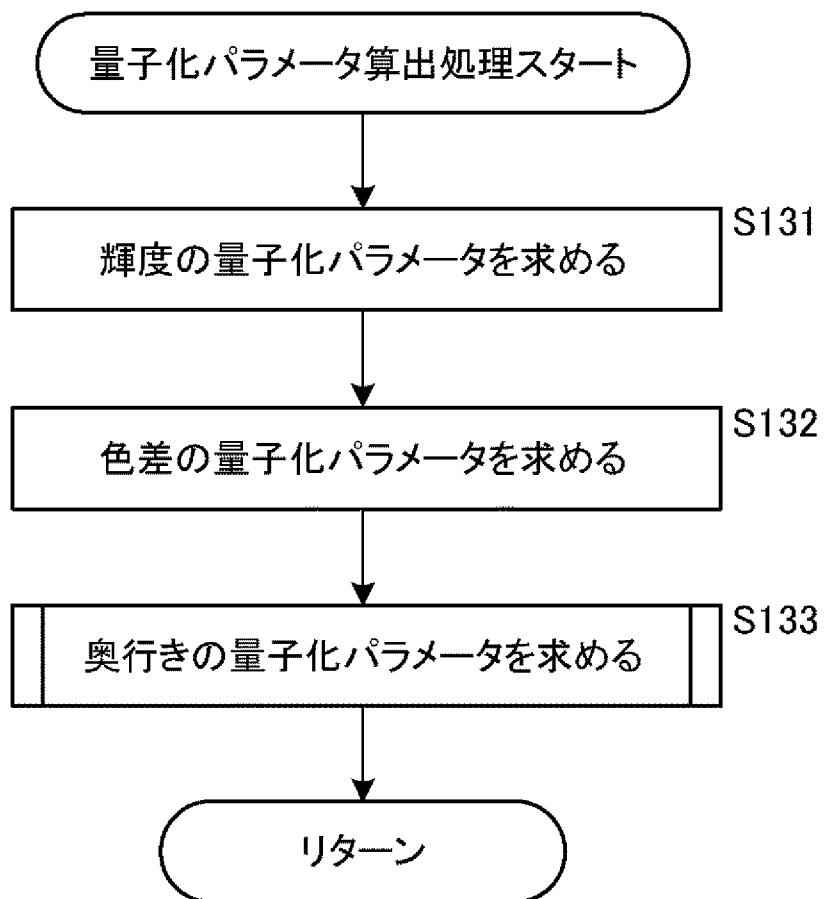 量子化パラメータ算出処理スタート
S131
輝度の量子化パラメータを求める
S132
色差の量子化パラメータを求める
S133
奥行きの量子化パラメータを求める
リターン